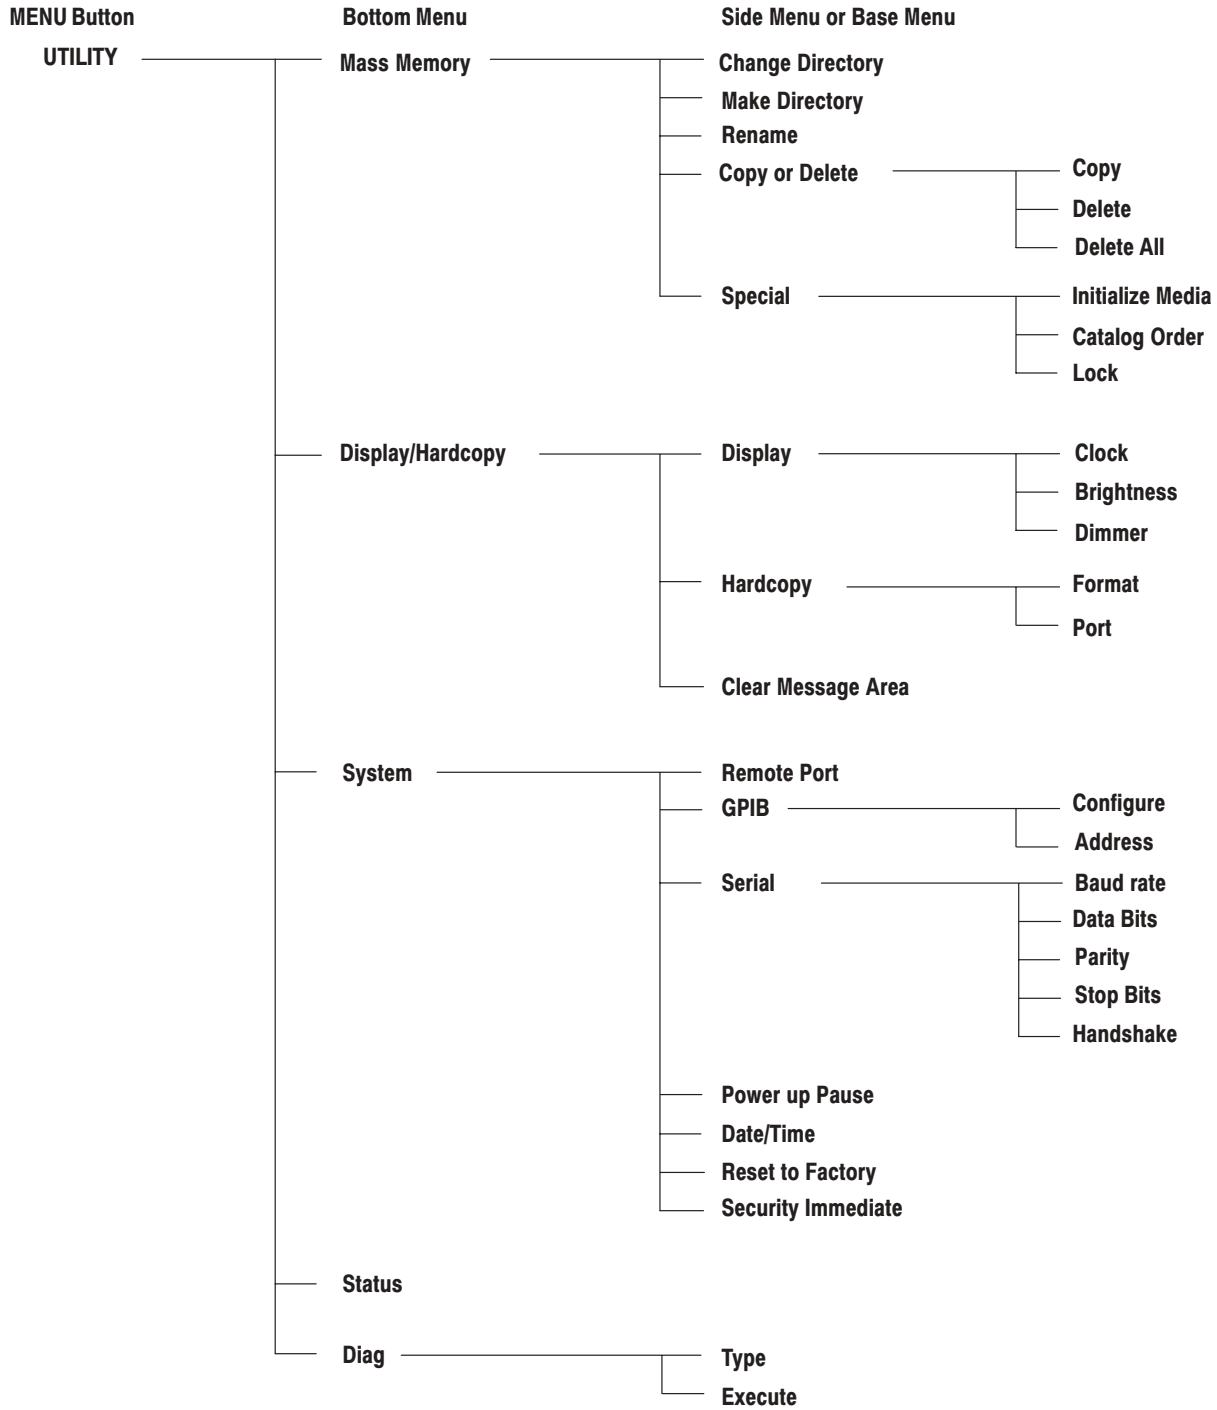 MENU Button Bottom Menu Side Menu or Base Menu
UTILITY Mass Memory Change Directory
Make Directory
Rename
Copy or Delete Copy
Delete
Delete All
Special Initialize Media
Catalog Order
Lock
Display/Hardcopy Display Clock
Brightness
Dimmer
Hardcopy Format
Port
Clear Message Area
System Remote Port
GPIB Configure
Address
Serial Baud rate
Data Bits
Parity
Stop Bits
Handshake
Power up Pause
Date/Time
Reset to Factory
Security Immediate
Status
Diag Type
Execute